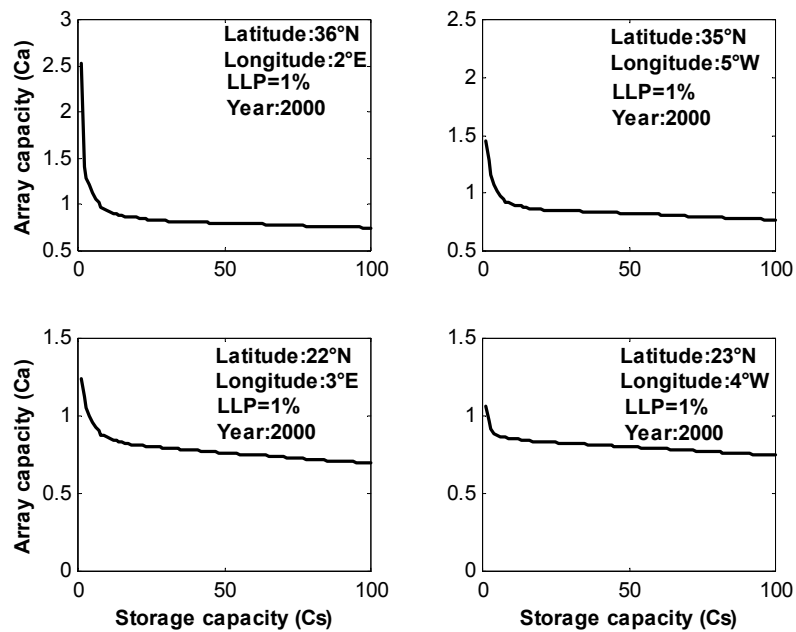 3
2.5
2
1.5
1
0.5
0
50
100
Array capacity (Ca)
Latitude:36°N
Longitude:2°E
LLP=1%
Year:2000
2.5
2
1.5
1
0.5
0
50
100
Latitude:35°N
Longitude:5°W
LLP=1%
Year:2000
1.5
1
0.5
0
0
50
100
Array capacity (Ca)
Storage capacity (Cs)
Latitude:22°N
Longitude:3°E
LLP=1%
Year:2000
1.5
1
0.5
0
0
50
100
Storage capacity (Cs)
Latitude:23°N
Longitude:4°W
LLP=1%
Year:2000